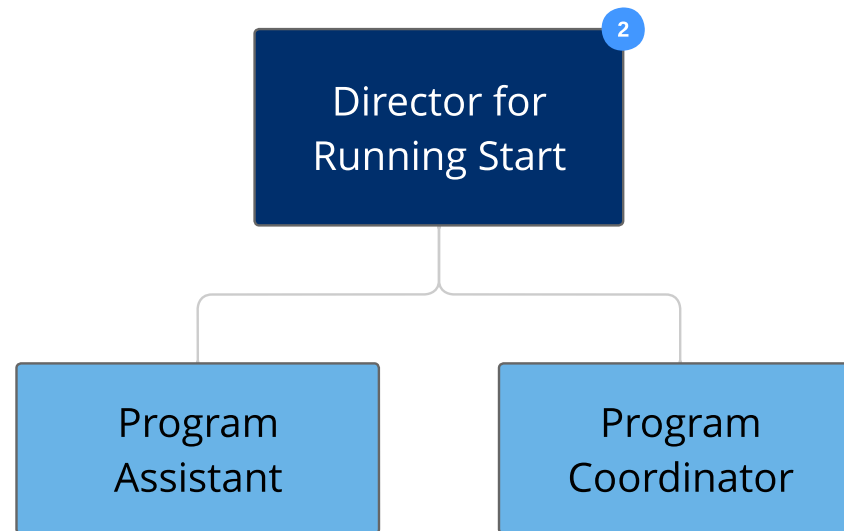 2
Director for
Running Start
Program
Assistant
Program
Coordinator